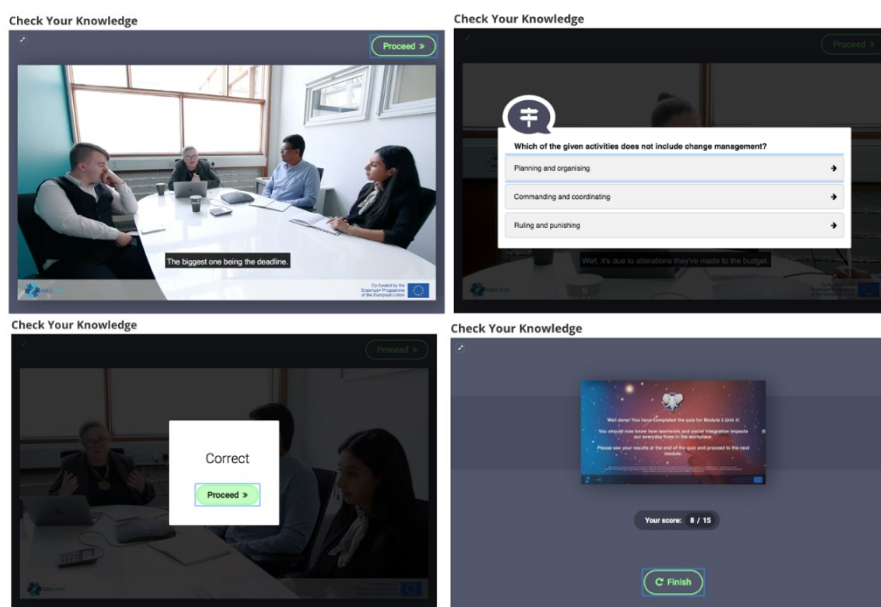 Check Your Knowledge
Proceed »
The biggest one being the deadline.
Co-funded by the
Erasmus+ Programme
of the European Union
Check Your Knowledge
Proceed »
Which of the given activities does not include change management?
Planning and organising
Commanding and coordinating
Ruling and punishing
Well, it's due to alterations they've made to the budget.
Check Your Knowledge
Proceed »
Correct
Proceed »
Check Your Knowledge
Well done! You have completed the quiz for Module 3 Unit
You should now know how teamwork and social integration impacts
our everyday lives in the workplace.
Please see your results at the end of the quiz and proceed to the next
module.
Your score: 8 / 15
Finish